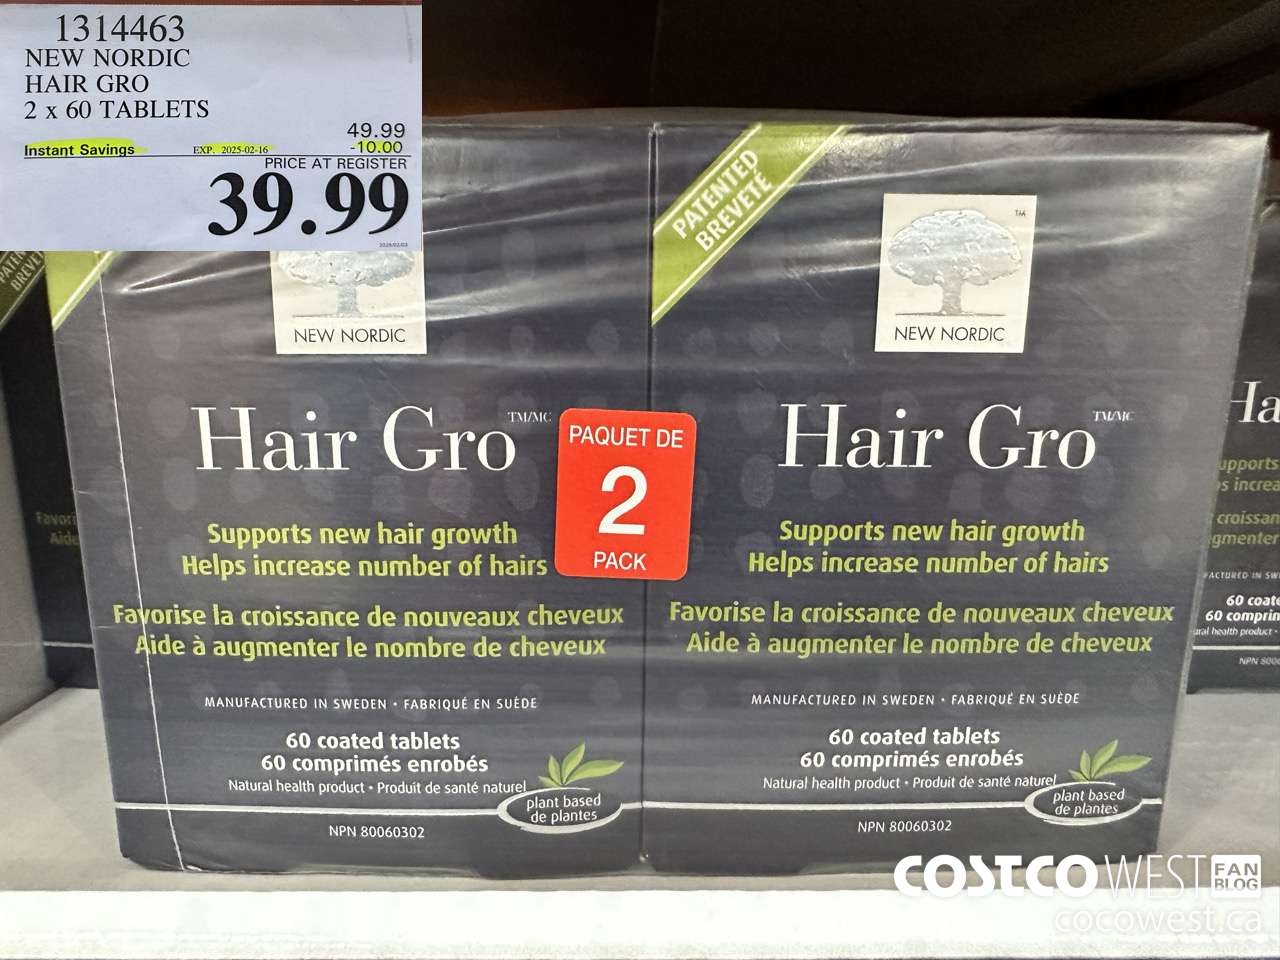 1314463
NEW NORDIC
HAIR GRO
2 x 60 TABLETS
49.99
Instant Savings EXP. 2025-02-16 -10.00
PRICE AT REGISTER
39.99
PATENTED
BREVETÉ
TM
NEW NORDIC
NEW NORDIC
Hair Gro TM/MC
PAQUET DE
2
PACK
Hair Gro TM/MC
Supports new hair growth
Helps increase number of hairs
Favorise la croissance de nouveaux cheveux
Aide à augmenter le nombre de cheveux
MANUFACTURED IN SWEDEN • FABRIQUÉ EN SUÈDE
60 coated tablets
60 comprimés enrobés
Natural health product • Produit de santé naturel
plant based
de plantes
NPN 80060302
Supports new hair growth
Helps increase number of hairs
Favorise la croissance de nouveaux cheveux
Aide à augmenter le nombre de cheveux
MANUFACTURED IN SWEDEN • FABRIQUÉ EN SUÈDE
60 coated tablets
60 comprimés enrobés
Natural health product • Produit de santé naturel
plant based
de plantes
NPN 80060302
COSTCO WEST FAN BLOG
cocowest.ca